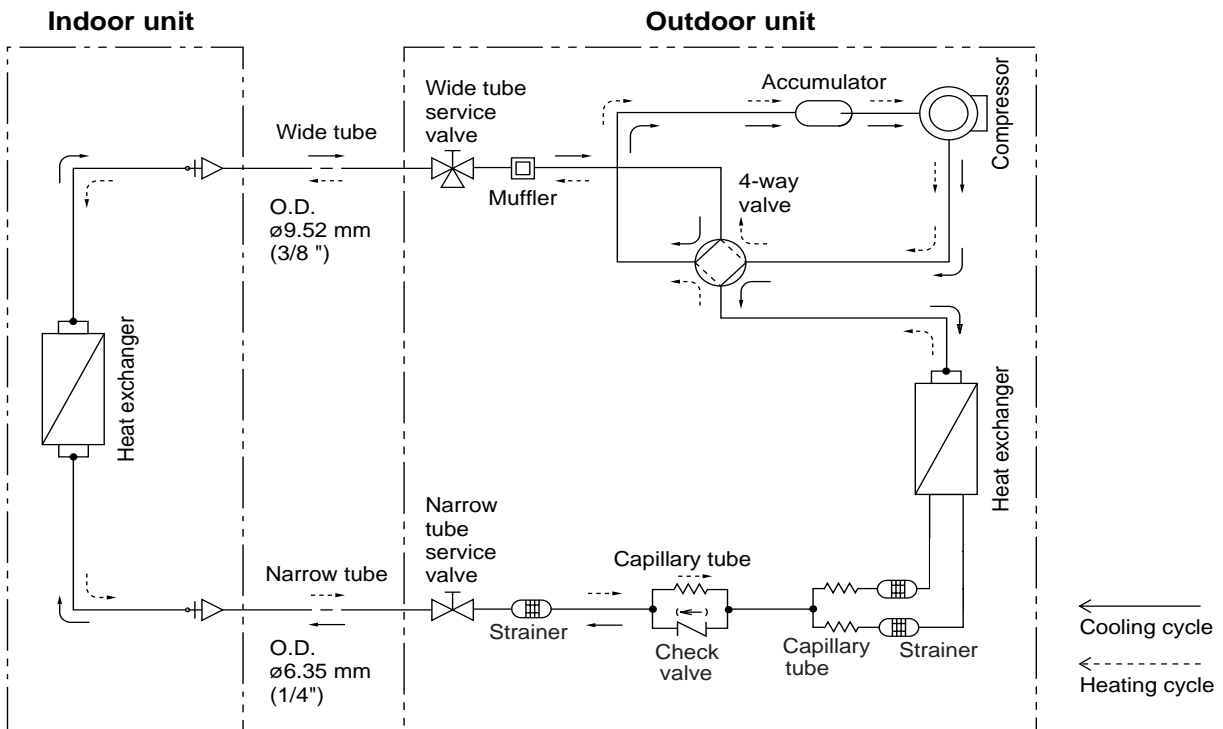 Indoor unit
Outdoor unit
Wide tube
service
valve
Accumulator
Compressor
Wide tube
Muffler
4-way
valve
O.D.
ø9.52 mm
(3/8 ")
Heat exchanger
Heat exchanger
Narrow
tube
service
valve
Narrow tube
Capillary tube
Strainer
Check
valve
Capillary
tube
Strainer
O.D.
ø6.35 mm
(1/4")
Cooling cycle
Heating cycle